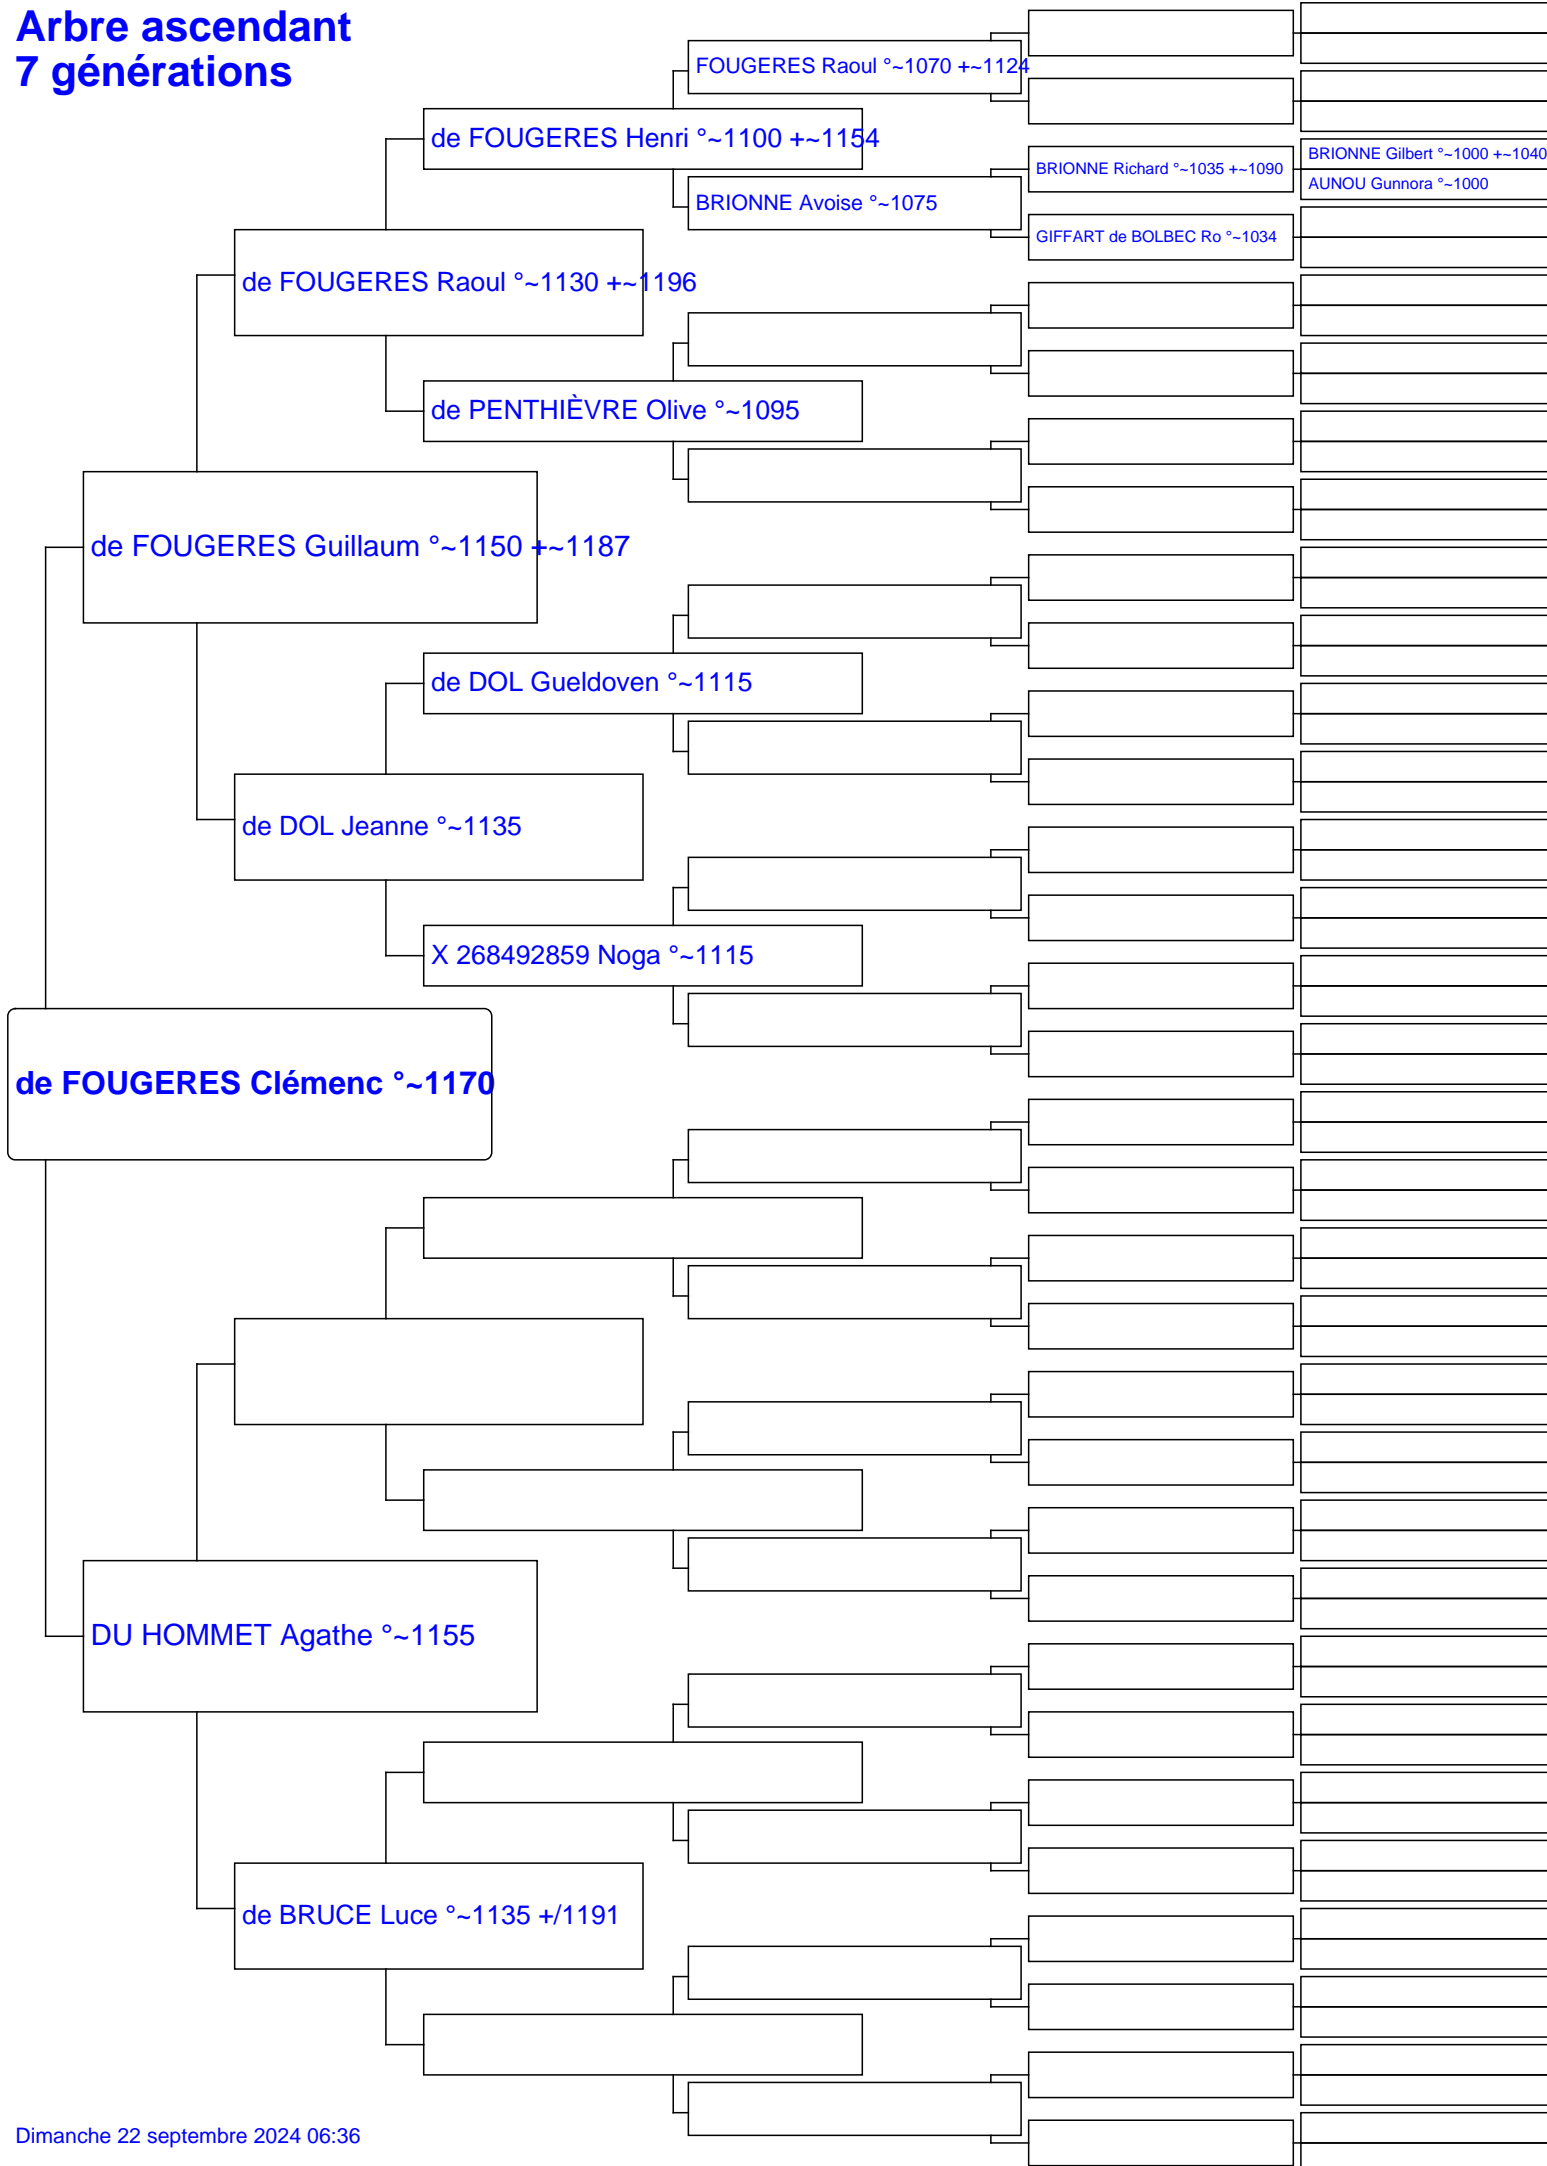 Arbre ascendant
7 générations
FOUGERES Raoul °~1070 +~1124
de FOUGERES Henri °~1100 +~1154
BRIONNE Gilbert °~1000 +~1040
BRIONNE Richard °~1035 +~1090
AUNOU Gunnora °~1000
BRIONNE Avoise °~1075
GIFFART de BOLBEC Ro °~1034
de FOUGERES Raoul °~1130 +~1196
de PENTHIÈVRE Olive °~1095
de FOUGERES Guillaum °~1150 +~1187
de DOL Gueldoven °~1115
de DOL Jeanne °~1135
X 268492859 Noga °~1115
de FOUGERES Clémenc °~1170
DU HOMMET Agathe °~1155
de BRUCE Luce °~1135 +/1191
Dimanche 22 septembre 2024 06:36